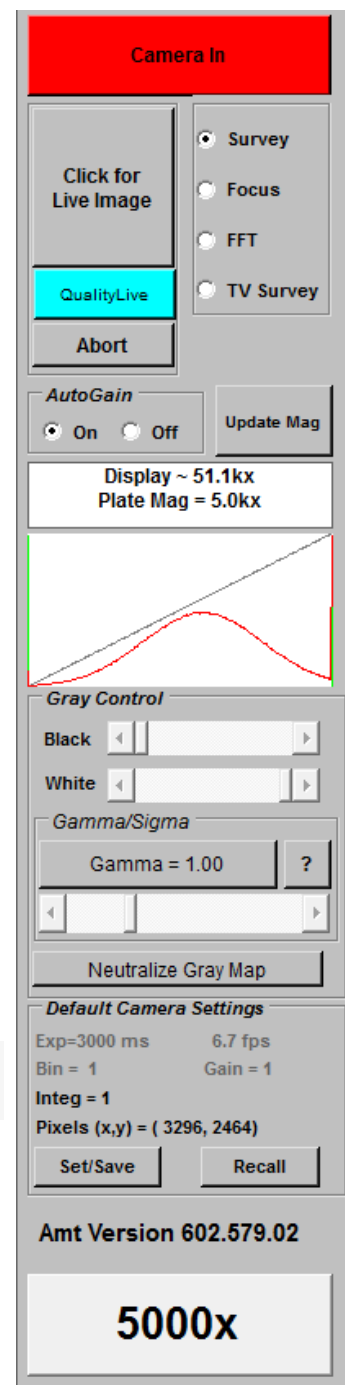 Camera In
Click for
Live Image
QualityLive
Abort
Survey
Focus
FFT
TV Survey
AutoGain
On Off
Update Mag
Display ~ 51.1kx
Plate Mag = 5.0kx
Gray Control
Black
White
Gamma/Sigma
Gamma = 1.00 ?
Neutralize Gray Map
Default Camera Settings
Exp=3000 ms 6.7 fps
Bin = 1 Gain = 1
Integ = 1
Pixels (x,y) = ( 3296, 2464)
Set/Save Recall
Amt Version 602.579.02
5000x